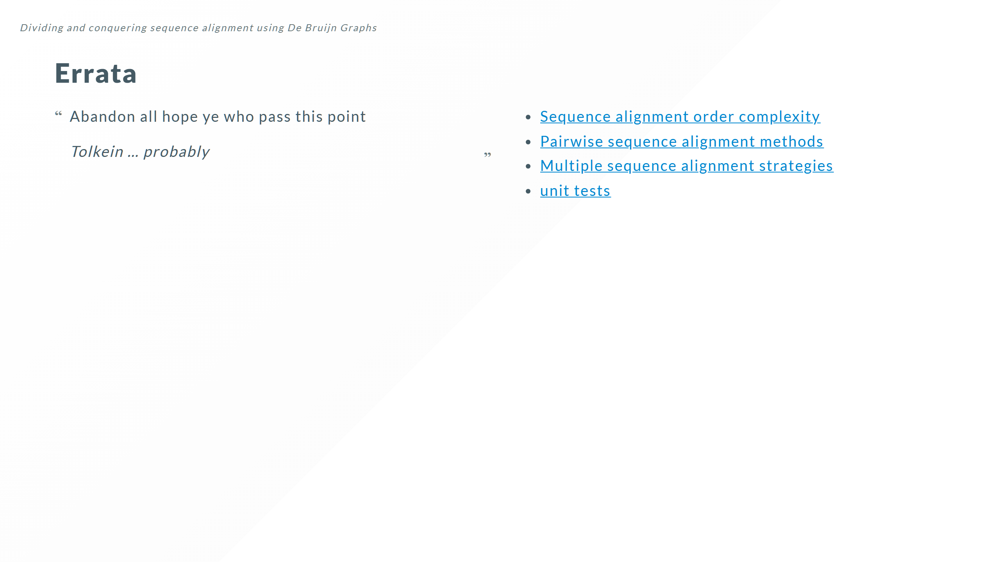 Dividing and conquering sequence alignment using De Bruijn Graphs
Errata
“ Abandon all hope ye who pass this point
Tolkein ... probably ”
• Sequence alignment order complexity
• Pairwise sequence alignment methods
• Multiple sequence alignment strategies
• unit tests